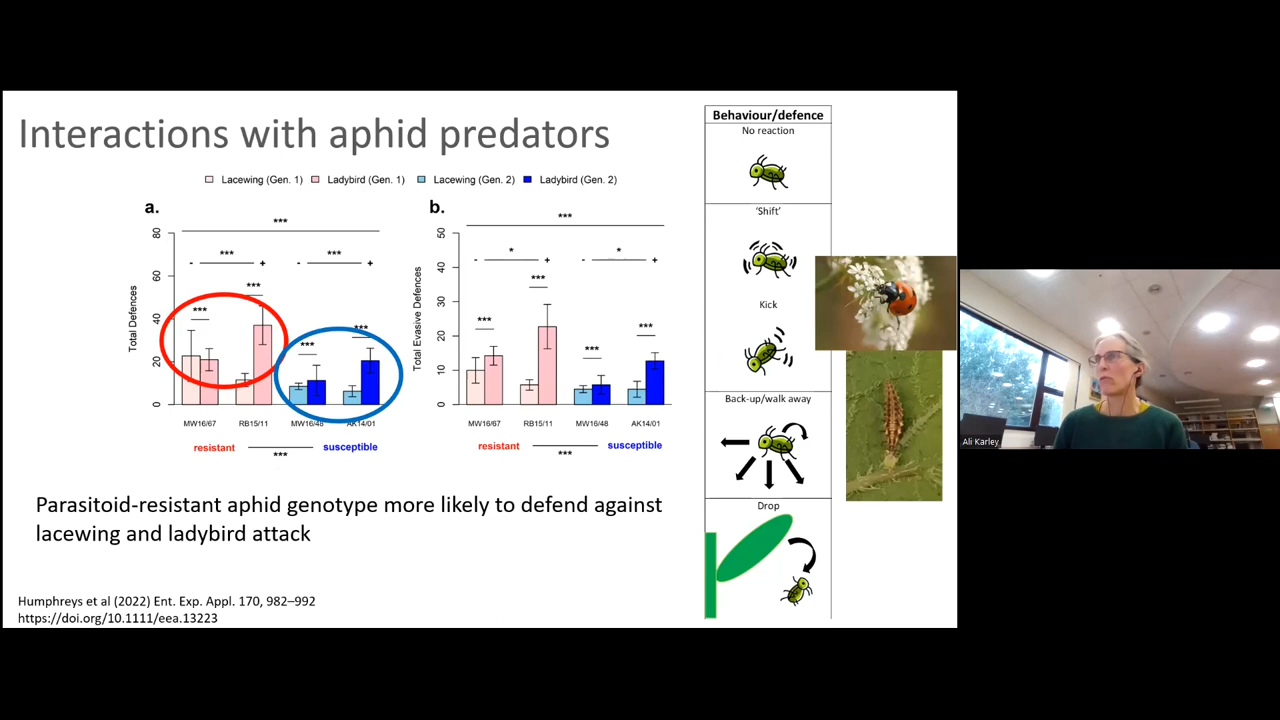 Interactions with aphid predators
Lacewing (Gen. 1) Ladybird (Gen. 1) Lacewing (Gen. 2) Ladybird (Gen. 2)
a.
***
*** ***
- + - +
***
***
***
***
Total Defences
0 20 40 60 80
MW16/67 RB15/11 MW16/48 AK14/01
resistant susceptible
***
b.
***
* *
- + - +
***
***
***
***
Total Evasive Defences
0 10 20 30 40 50
MW16/67 RB15/11 MW16/48 AK14/01
resistant susceptible
***
Parasitoid-resistant aphid genotype more likely to defend against
lacewing and ladybird attack
Humphreys et al (2022) Ent. Exp. Appl. 170, 982–992
https://doi.org/10.1111/eea.13223
Behaviour/defence
No reaction
'Shift'
Kick
Back-up/walk away
Drop
Ali Karley